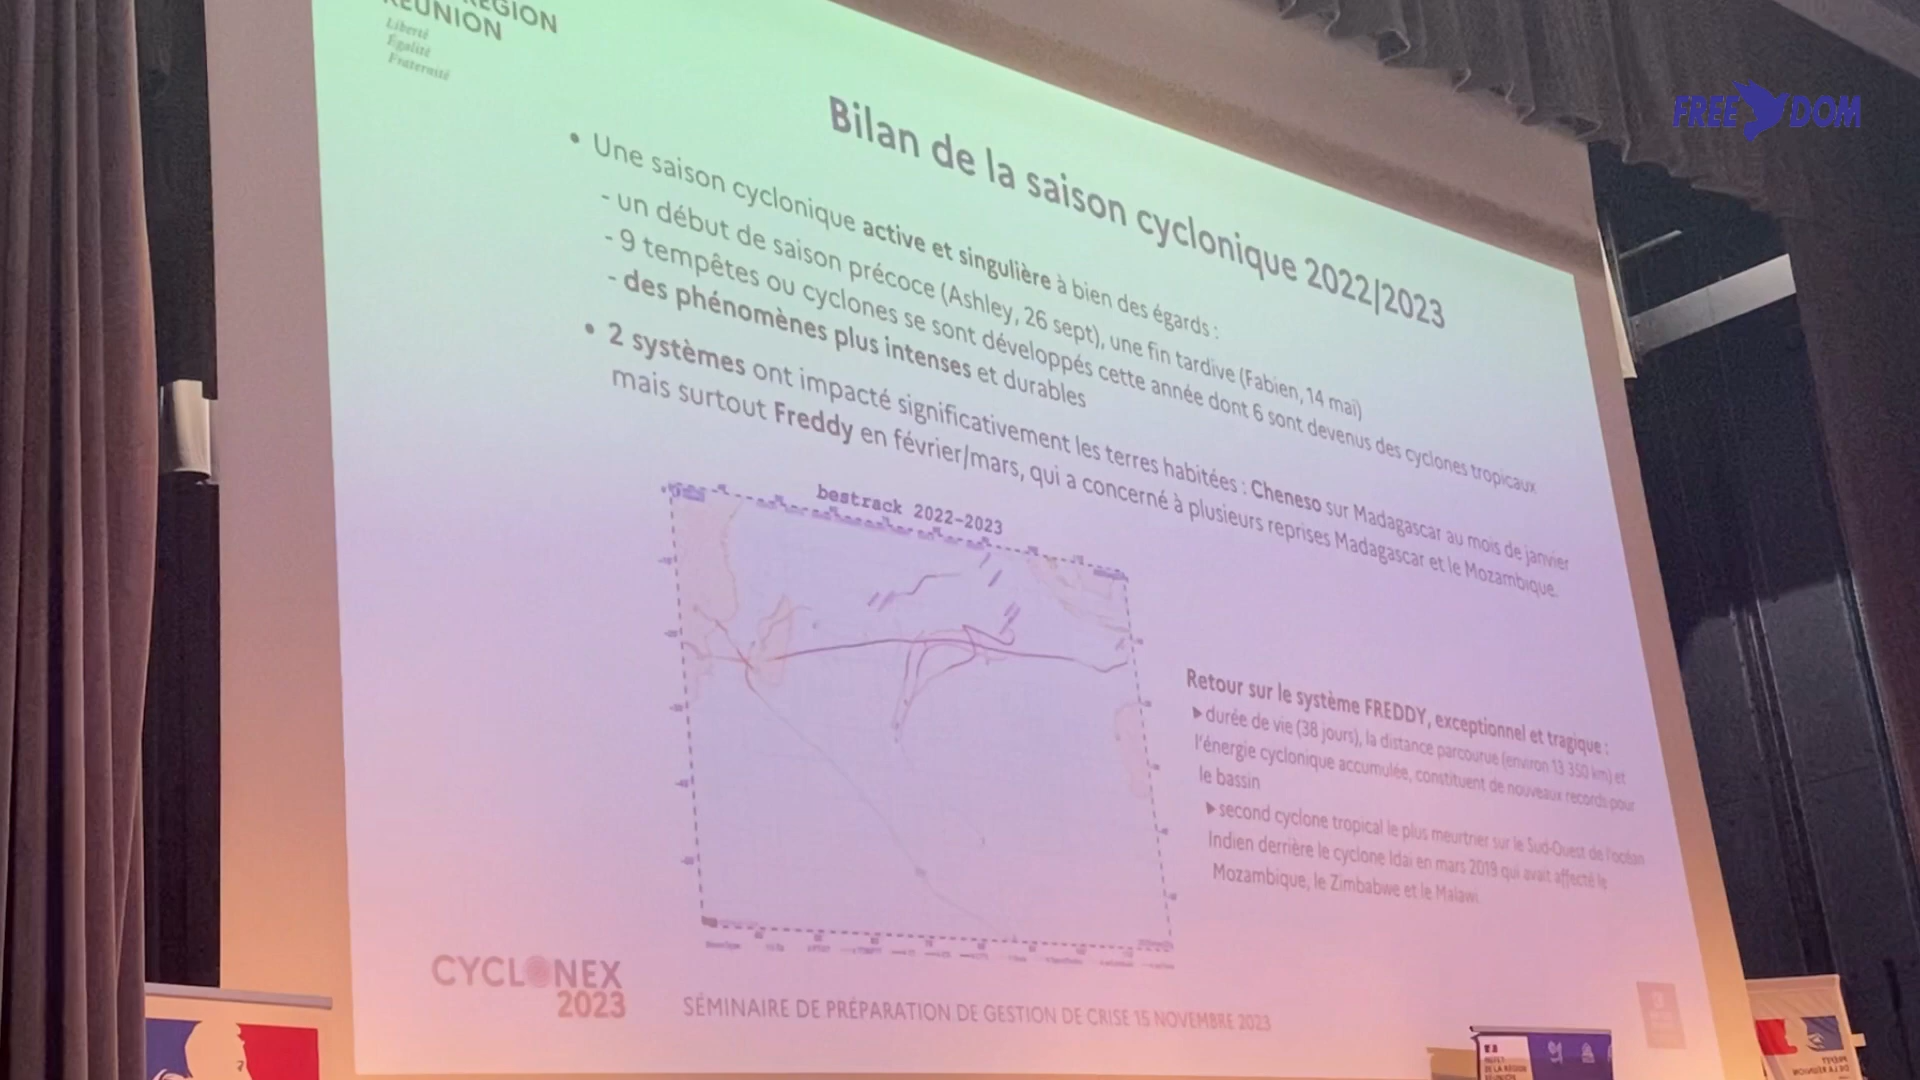 RÉGION
RÉUNION
Liberté
Égalité
Fraternité
FREE DOM
Bilan de la saison cyclonique 2022/2023
• Une saison cyclonique active et singulière à bien des égards :
- un début de saison précoce (Ashley, 26 sept), une fin tardive (Fabien, 14 mai)
- 9 tempêtes ou cyclones se sont développés cette année dont 6 sont devenus des cyclones tropicaux
- des phénomènes plus intenses et durables
• 2 systèmes ont impacté significativement les terres habitées : Cheneso sur Madagascar au mois de janvier
mais surtout Freddy en février/mars, qui a concerné à plusieurs reprises Madagascar et le Mozambique.
bestrack 2022-2023
Retour sur le système FREDDY, exceptionnel et tragique :
▶ durée de vie (38 jours), la distance parcourue (environ 13 350 km) et
l'énergie cyclonique accumulée, constituent de nouveaux records pour
le bassin
▶ second cyclone tropical le plus meurtrier sur le Sud-Ouest de l'océan
Indien derrière le cyclone Idai en mars 2019 qui avait affecté le
Mozambique, le Zimbabwe et le Malawi.
CYCLONEX
2023
SÉMINAIRE DE PRÉPARATION DE GESTION DE CRISE 15 NOVEMBRE 2023
PRÉFET
DE LA RÉGION
RÉUNION